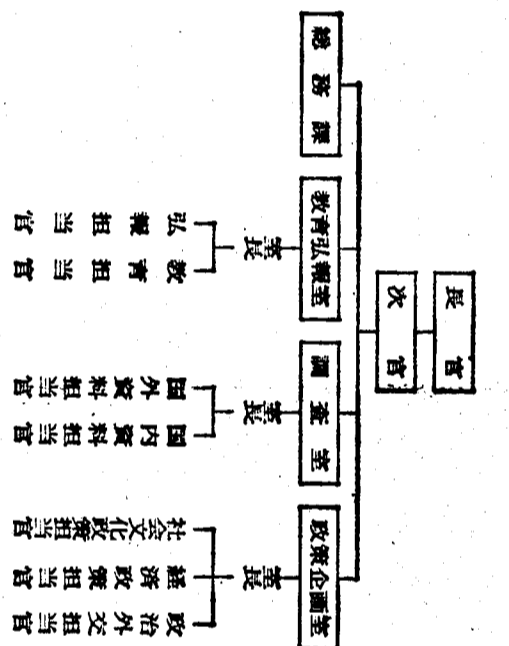 長官
次官
総務課
教育弘報室
室長
弘報担当官
教育担当官
調査室
室長
国外資料担当官
国内資料担当官
政策企画室
室長
社会文化政策担当官
経済政策担当官
政治外交担当官